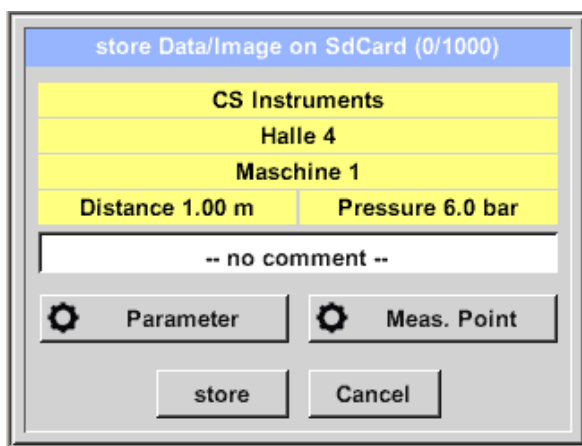 store Data/Image on SdCard (0/1000)
CS Instruments
Halle 4
Maschine 1
Distance 1.00 m Pressure 6.0 bar
-- no comment --
Parameter Meas. Point
store Cancel